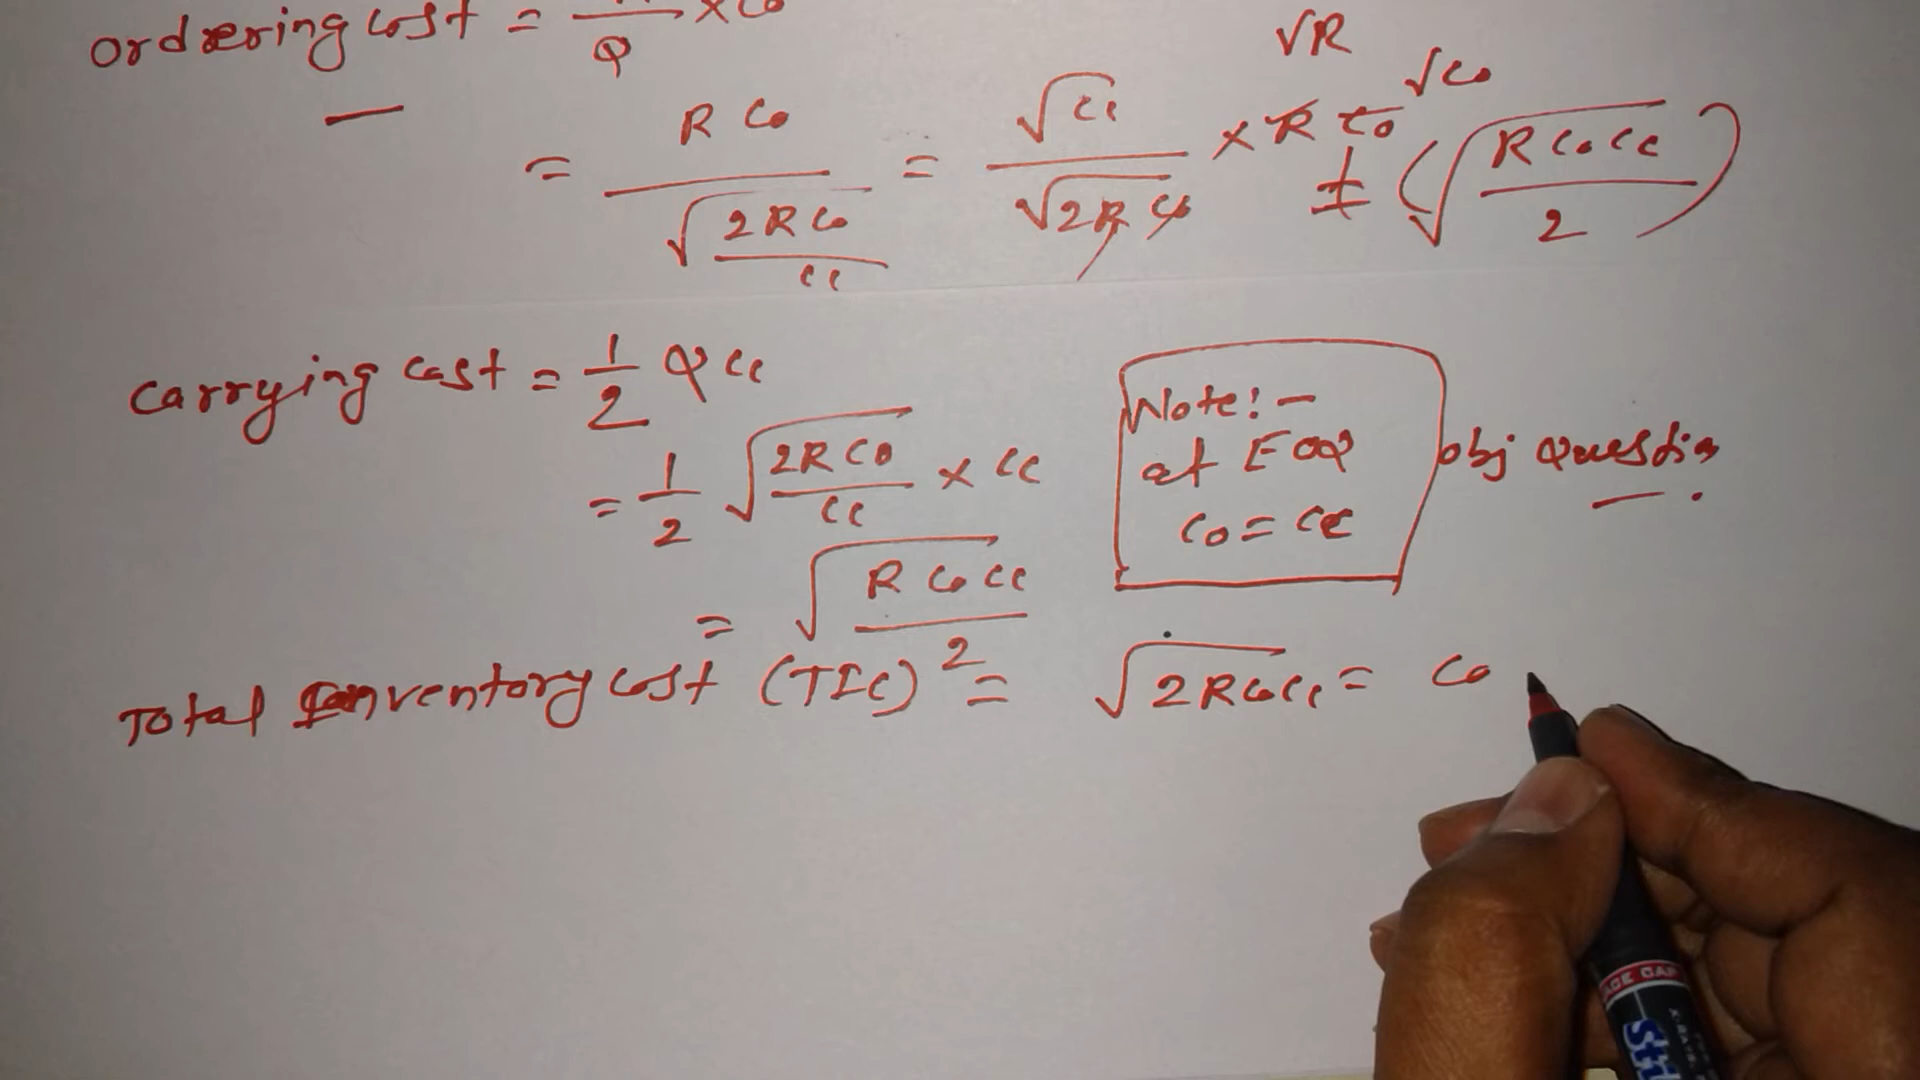 Ordering cost = R/Q × Co
= R Co / √(2R Co / Cc) = √Cc / √2R Co × R Co = (√(R Co Cc / 2))
√R √Co
Carrying cost = 1/2 Q Cc
= 1/2 √(2R Co / Cc) × Cc
= √(R Co Cc / 2)
Note:-
at EOQ
Co = Cc
obj Question
Total Inventory cost (TIC) = √2R Co Cc = Co